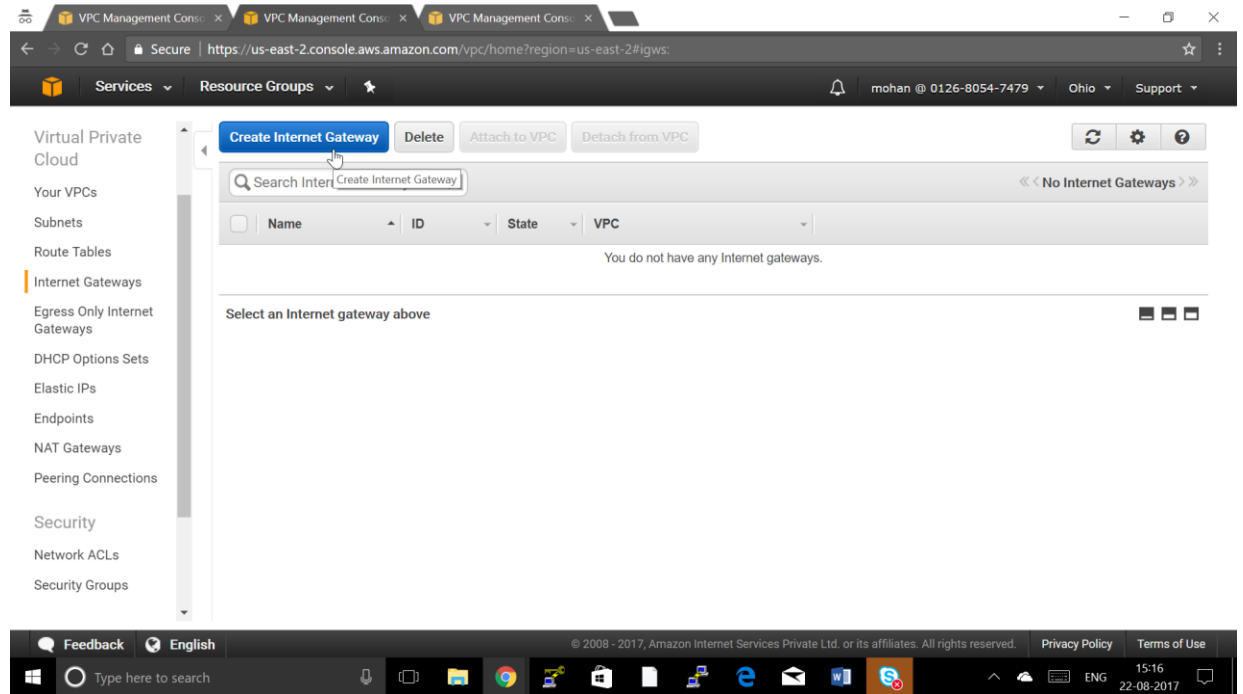 VPC Management Conso
VPC Management Conso
VPC Management Conso
Secure
https://us-east-2.console.aws.amazon.com/vpc/home?region=us-east-2#igws:
Services
Resource Groups
mohan @ 0126-8054-7479
Ohio
Support
Virtual Private
Cloud
Your VPCs
Subnets
Route Tables
Internet Gateways
Egress Only Internet
Gateways
DHCP Options Sets
Elastic IPs
Endpoints
NAT Gateways
Peering Connections
Security
Network ACLs
Security Groups
Create Internet Gateway
Delete
Attach to VPC
Detach from VPC
Search Inter
Create Internet Gateway
No Internet Gateways
Name
ID
State
VPC
You do not have any Internet gateways.
Select an Internet gateway above
Feedback
English
© 2008 - 2017, Amazon Internet Services Private Ltd. or its affiliates. All rights reserved.
Privacy Policy
Terms of Use
Type here to search
ENG
15:16
22-08-2017